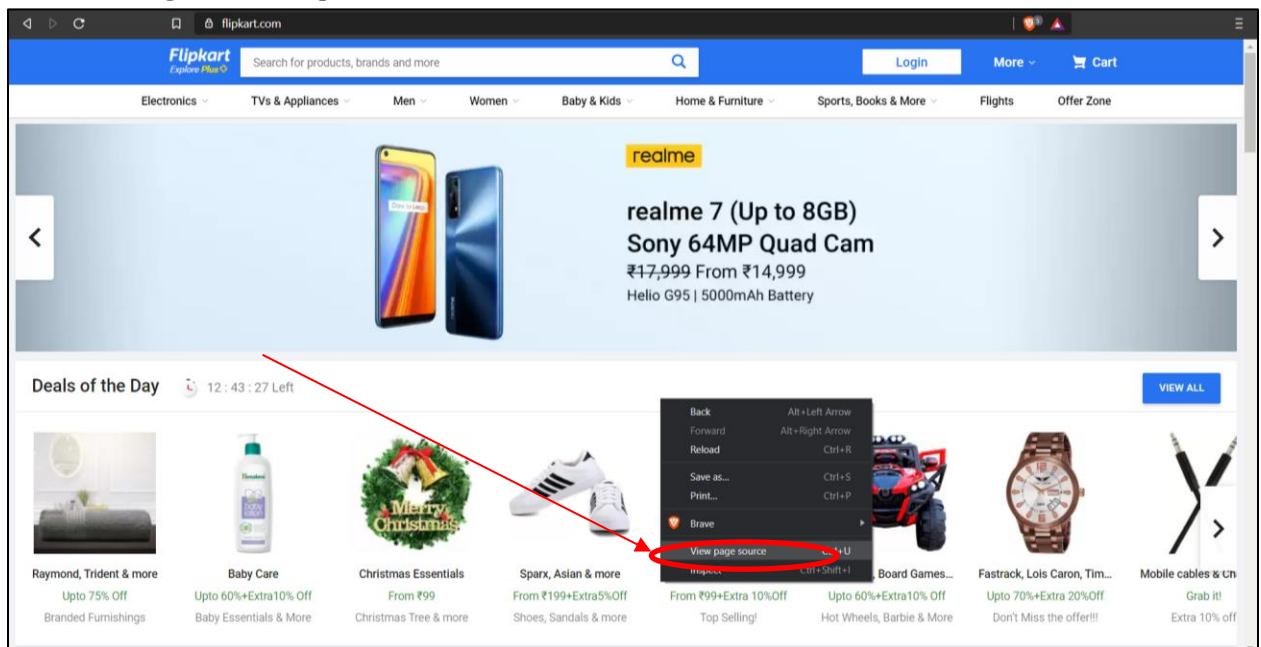 flipkart.com
Flipkart
Explore Plus
Search for products, brands and more
Login
More
Cart
Electronics
TVs & Appliances
Men
Women
Baby & Kids
Home & Furniture
Sports, Books & More
Flights
Offer Zone
realme
realme 7 (Up to 8GB)
Sony 64MP Quad Cam
₹17,999 From ₹14,999
Helio G95 | 5000mAh Battery
Deals of the Day
12 : 43 : 27 Left
VIEW ALL
Back Alt+Left Arrow
Forward Alt+Right Arrow
Reload Ctrl+R
Save as... Ctrl+S
Print... Ctrl+P
Brave
View page source Ctrl+U
Inspect Ctrl+Shift+I
Merry
Christmas
Raymond, Trident & more
Upto 75% Off
Branded Furnishings
Baby Care
Upto 60%+Extra10% Off
Baby Essentials & More
Christmas Essentials
From ₹99
Christmas Tree & more
Sparx, Asian & more
From ₹199+Extra5%Off
Shoes, Sandals & more
From ₹99+Extra 10%Off
Top Selling!
Board Games...
Upto 60%+Extra10% Off
Hot Wheels, Barbie & More
Fastrack, Lois Caron, Tim...
Upto 70%+Extra 20%Off
Don't Miss the offer!!!
Mobile cables & Ch
Grab it!
Extra 10% off